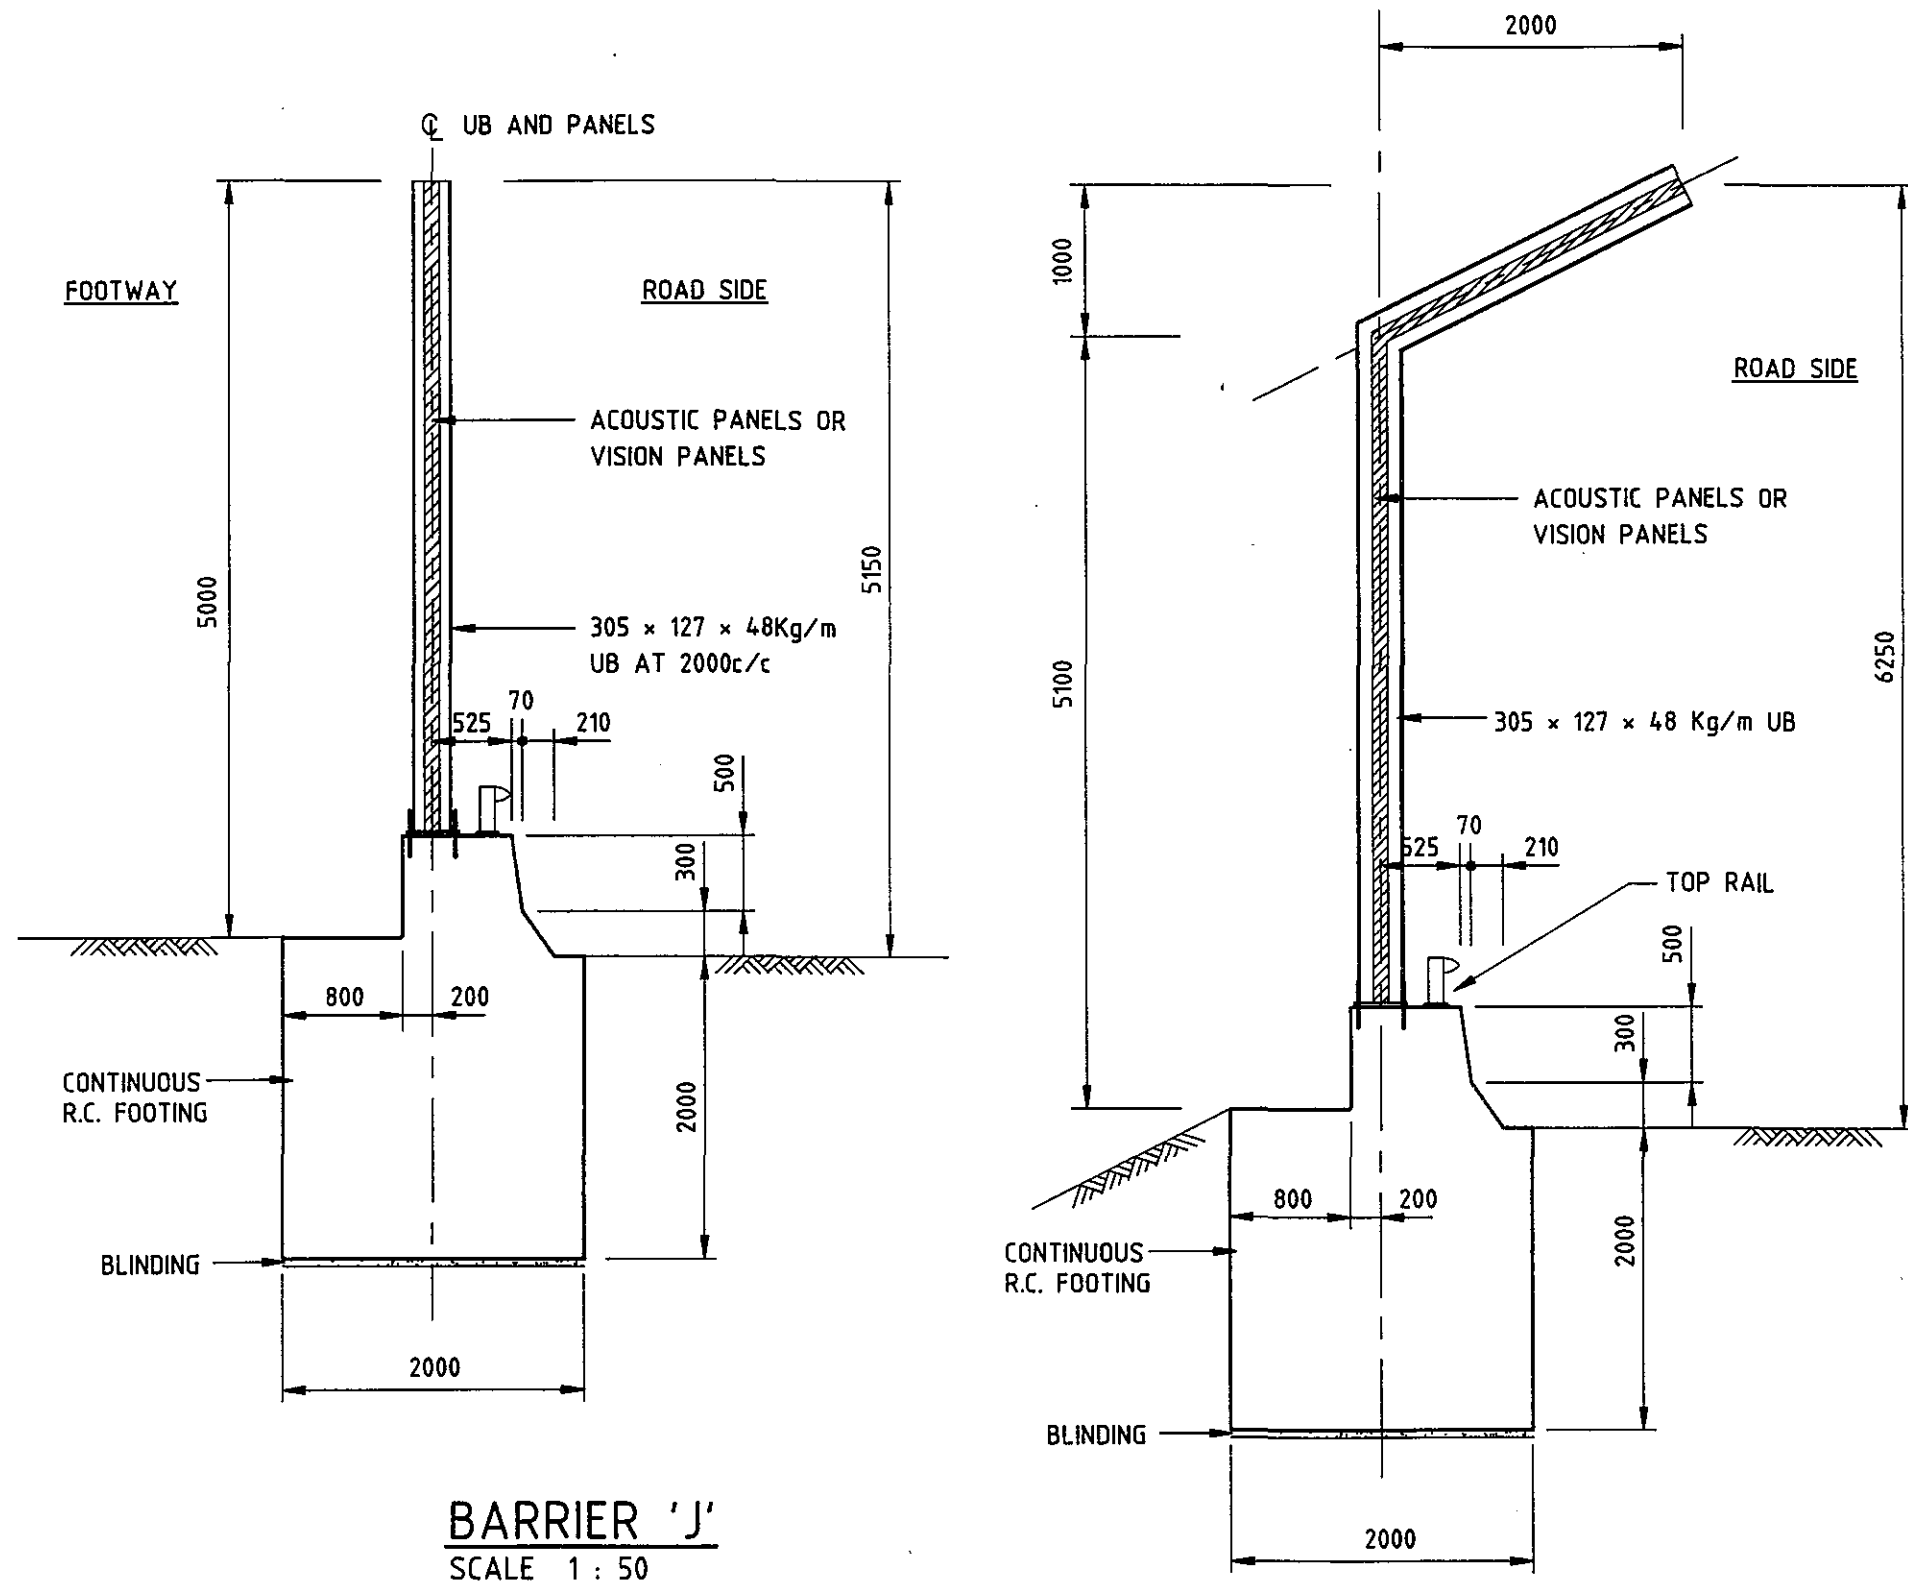 ℄ UB AND PANELS
5000
FOOTWAY
ROAD SIDE
ACOUSTIC PANELS OR
VISION PANELS
5150
305 × 127 × 48Kg/m
UB AT 2000c/c
70
525
210
500
300
800
200
2000
CONTINUOUS
R.C. FOOTING
BLINDING
2000
BARRIER 'J'
SCALE 1 : 50
2000
1000
ROAD SIDE
ACOUSTIC PANELS OR
VISION PANELS
5100
6250
305 × 127 × 48 Kg/m UB
70
525
210
TOP RAIL
500
300
800
200
2000
CONTINUOUS
R.C. FOOTING
BLINDING
2000